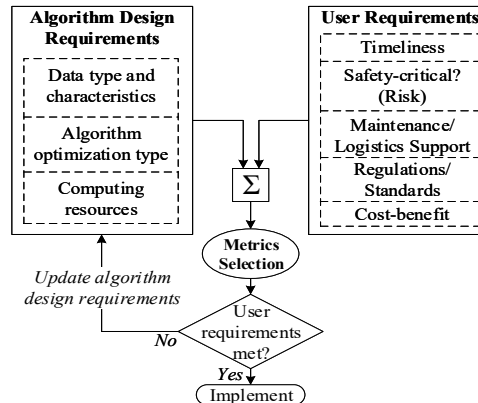 Algorithm Design
Requirements
Data type and
characteristics
Algorithm
optimization type
Computing
resources
User Requirements
Timeliness
Safety-critical?
(Risk)
Maintenance/
Logistics Support
Regulations/
Standards
Cost-benefit
Σ
Metrics
Selection
Update algorithm
design requirements
User
requirements
met?
No
Yes
Implement